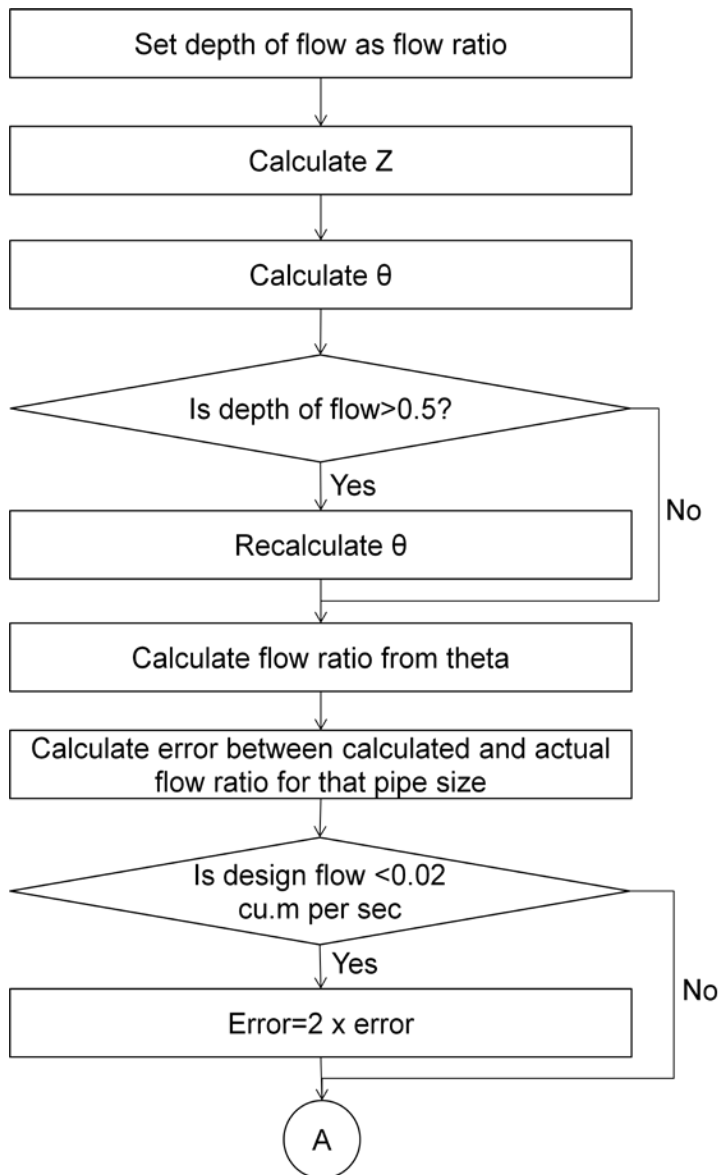 Set depth of flow as flow ratio
Calculate Z
Calculate θ
Is depth of flow>0.5?
Yes
No
Recalculate θ
Calculate flow ratio from theta
Calculate error between calculated and actual
flow ratio for that pipe size
Is design flow <0.02
cu.m per sec
Yes
No
Error=2 x error
A